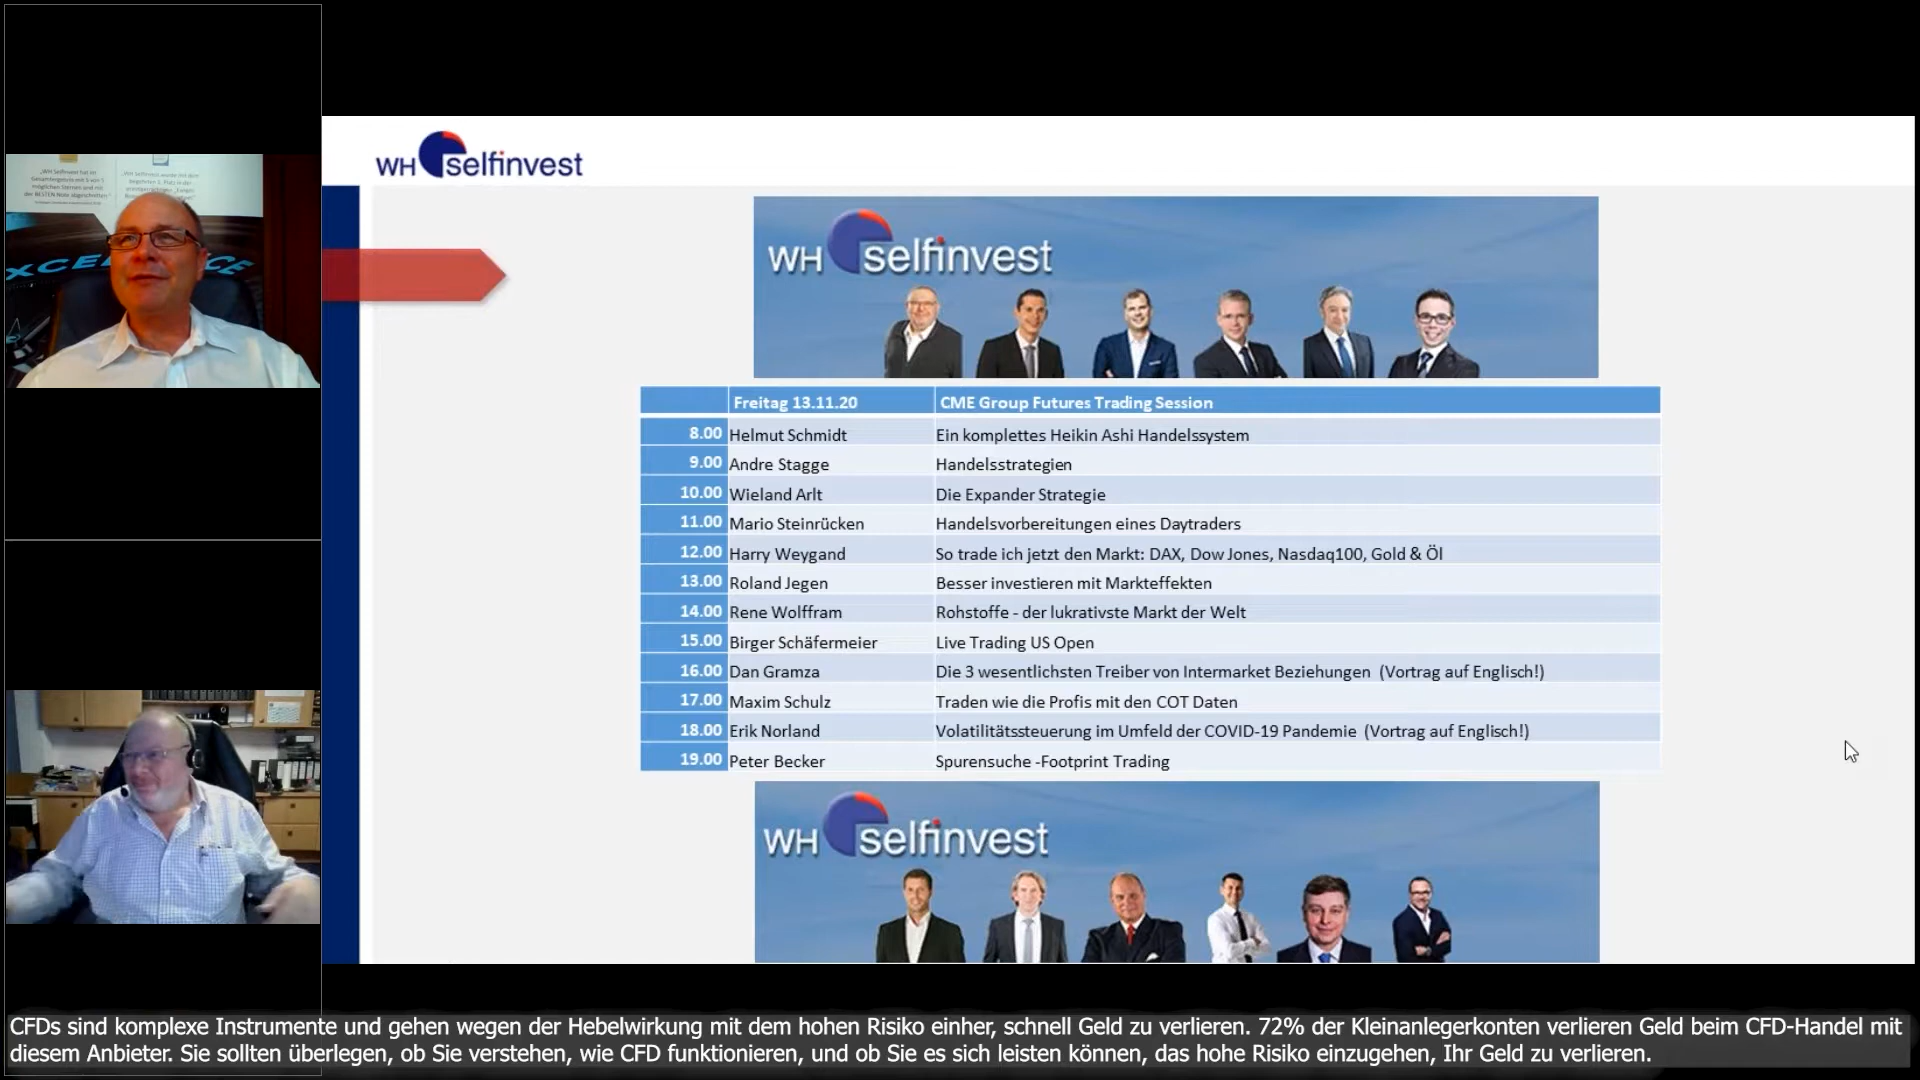 „WH Selfinvest hat im
EXCELLENCE
WH selfinvest
WH selfinvest
Freitag 13.11.20 CME Group Futures Trading Session
8.00 Helmut Schmidt Ein komplettes Heikin Ashi Handelssystem
9.00 Andre Stagge Handelsstrategien
10.00 Wieland Arlt Die Expander Strategie
11.00 Mario Steinrücken Handelsvorbereitungen eines Daytraders
12.00 Harry Weygand So trade ich jetzt den Markt: DAX, Dow Jones, Nasdaq100, Gold & Öl
13.00 Roland Jegen Besser investieren mit Markteffekten
14.00 Rene Wolffram Rohstoffe - der lukrativste Markt der Welt
15.00 Birger Schäfermeier Live Trading US Open
16.00 Dan Gramza Die 3 wesentlichsten Treiber von Intermarket Beziehungen (Vortrag auf Englisch!)
17.00 Maxim Schulz Traden wie die Profis mit den COT Daten
18.00 Erik Norland Volatilitätssteuerung im Umfeld der COVID-19 Pandemie (Vortrag auf Englisch!)
19.00 Peter Becker Spurensuche -Footprint Trading
WH selfinvest
CFDs sind komplexe Instrumente und gehen wegen der Hebelwirkung mit dem hohen Risiko einher, schnell Geld zu verlieren. 72% der Kleinanlegerkonten verlieren Geld beim CFD-Handel mit
diesem Anbieter. Sie sollten überlegen, ob Sie verstehen, wie CFD funktionieren, und ob Sie es sich leisten können, das hohe Risiko einzugehen, Ihr Geld zu verlieren.